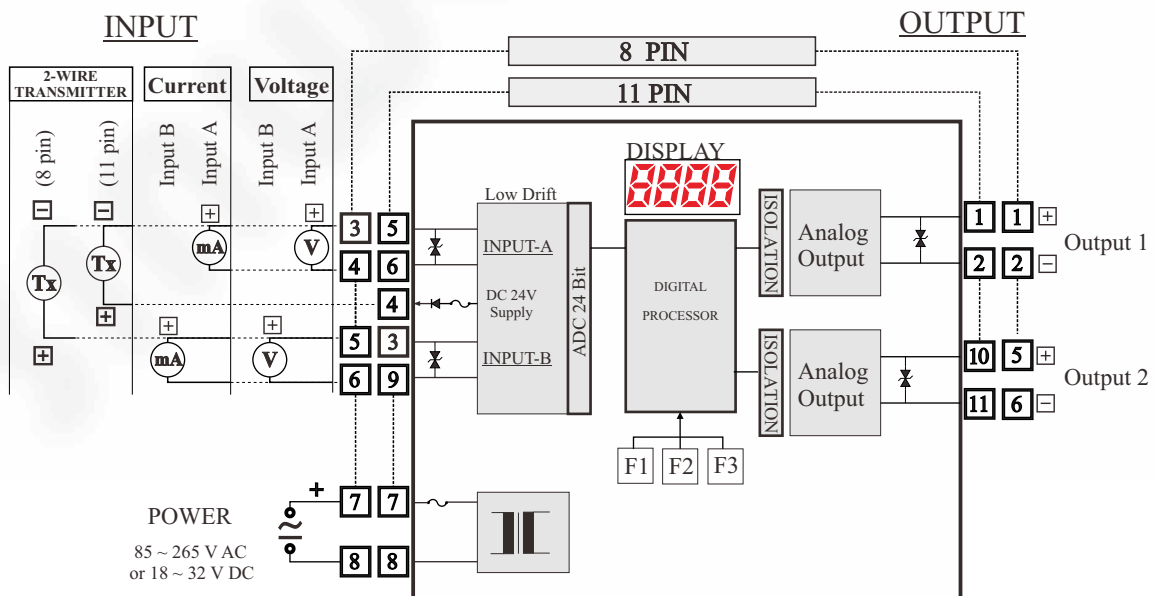 INPUT
OUTPUT
8 PIN
11 PIN
2-WIRE
TRANSMITTER
Current
Voltage
(8 pin)
(11 pin)
Input B
Input A
Input B
Input A
−
−
+
+
Tx
Tx
mA
V
+
+
+
+
mA
V
3
4
5
6
5
6
4
3
9
Low Drift
INPUT-A
DC 24V
Supply
INPUT-B
ADC 24 Bit
DISPLAY
8888
DIGITAL
PROCESSOR
F1
F2
F3
ISOLATION
Analog
Output
ISOLATION
Analog
Output
1
1
+
2
2
−
Output 1
10
5
+
11
6
−
Output 2
POWER
85 ~ 265 V AC
or 18 ~ 32 V DC
+
7
7
8
8